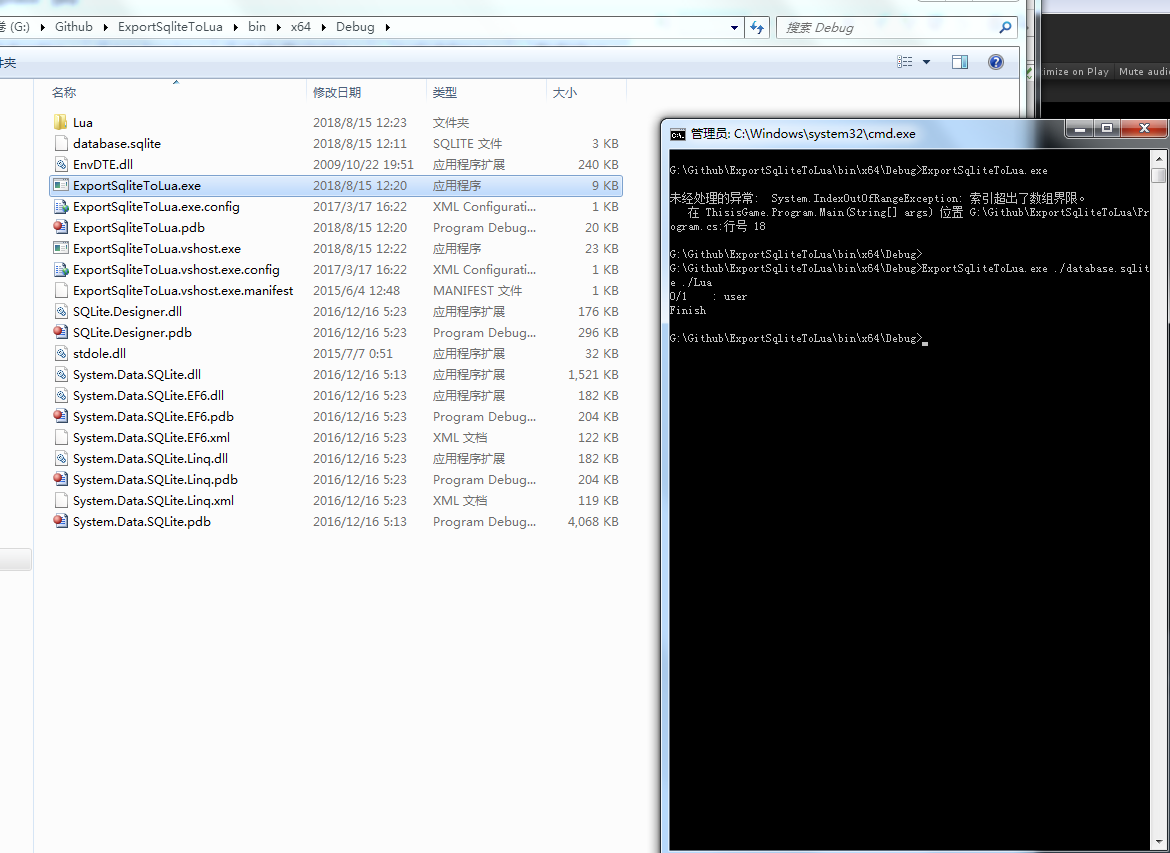 卷 (G:) Github ExportSqliteToLua bin x64 Debug
搜索 Debug
件夹
名称 修改日期 类型 大小
Lua 2018/8/15 12:23 文件夹
database.sqlite 2018/8/15 12:11 SQLITE 文件 3 KB
EnvDTE.dll 2009/10/22 19:51 应用程序扩展 240 KB
ExportSqliteToLua.exe 2018/8/15 12:20 应用程序 9 KB
ExportSqliteToLua.exe.config 2017/3/17 16:22 XML Configurati... 1 KB
ExportSqliteToLua.pdb 2018/8/15 12:20 Program Debug... 20 KB
ExportSqliteToLua.vshost.exe 2018/8/15 12:22 应用程序 23 KB
ExportSqliteToLua.vshost.exe.config 2017/3/17 16:22 XML Configurati... 1 KB
ExportSqliteToLua.vshost.exe.manifest 2015/6/4 12:48 MANIFEST 文件 1 KB
SQLite.Designer.dll 2016/12/16 5:23 应用程序扩展 176 KB
SQLite.Designer.pdb 2016/12/16 5:23 Program Debug... 296 KB
stdole.dll 2015/7/7 0:51 应用程序扩展 32 KB
System.Data.SQLite.dll 2016/12/16 5:13 应用程序扩展 1,521 KB
System.Data.SQLite.EF6.dll 2016/12/16 5:23 应用程序扩展 182 KB
System.Data.SQLite.EF6.pdb 2016/12/16 5:23 Program Debug... 204 KB
System.Data.SQLite.EF6.xml 2016/12/16 5:23 XML 文档 122 KB
System.Data.SQLite.Linq.dll 2016/12/16 5:23 应用程序扩展 182 KB
System.Data.SQLite.Linq.pdb 2016/12/16 5:23 Program Debug... 204 KB
System.Data.SQLite.Linq.xml 2016/12/16 5:23 XML 文档 119 KB
System.Data.SQLite.pdb 2016/12/16 5:13 Program Debug... 4,068 KB
imize on Play Mute audi
管理员: C:\Windows\system32\cmd.exe
G:\Github\ExportSqliteToLua\bin\x64\Debug>ExportSqliteToLua.exe
未经处理的异常: System.IndexOutOfRangeException: 索引超出了数组界限。
在 ThisisGame.Program.Main(String[] args) 位置 G:\Github\ExportSqliteToLua\Pr
ogram.cs:行号 18
G:\Github\ExportSqliteToLua\bin\x64\Debug>
G:\Github\ExportSqliteToLua\bin\x64\Debug>ExportSqliteToLua.exe ./database.sqlit
e ./Lua
0/1 : user
Finish
G:\Github\ExportSqliteToLua\bin\x64\Debug>